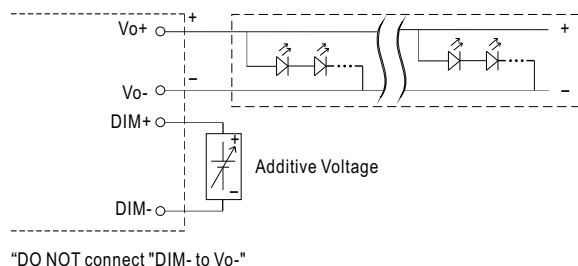 Vo+
+
+
–
–
Vo-
DIM+
+
Additive Voltage
–
DIM-
“DO NOT connect "DIM- to Vo-"